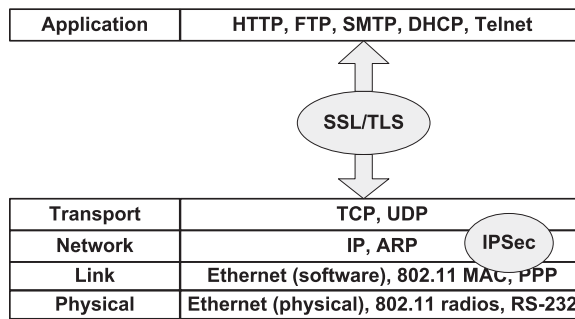 Application HTTP, FTP, SMTP, DHCP, Telnet
SSL/TLS
Transport TCP, UDP
Network IP, ARP
IPSec
Link Ethernet (software), 802.11 MAC, PPP
Physical Ethernet (physical), 802.11 radios, RS-232